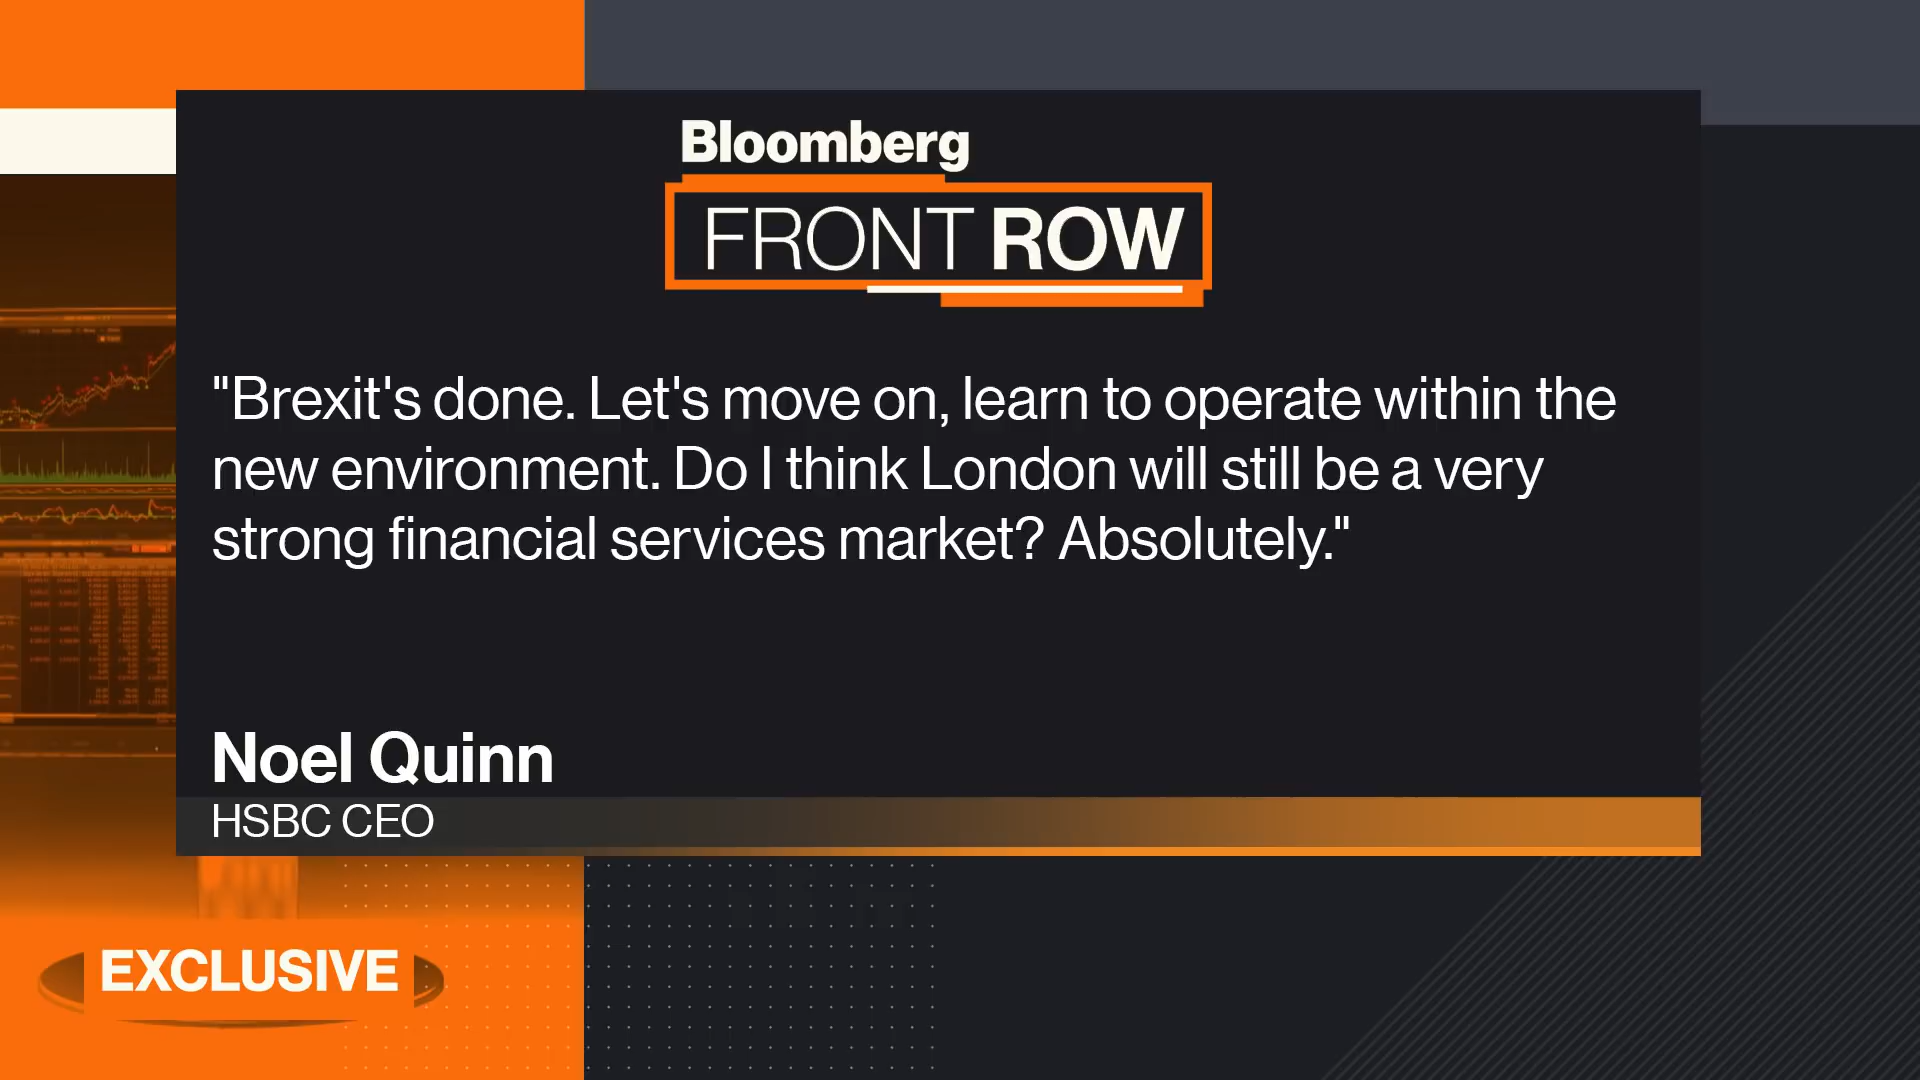 Bloomberg
FRONT ROW
"Brexit's done. Let's move on, learn to operate within the
new environment. Do I think London will still be a very
strong financial services market? Absolutely."
Noel Quinn
HSBC CEO
EXCLUSIVE